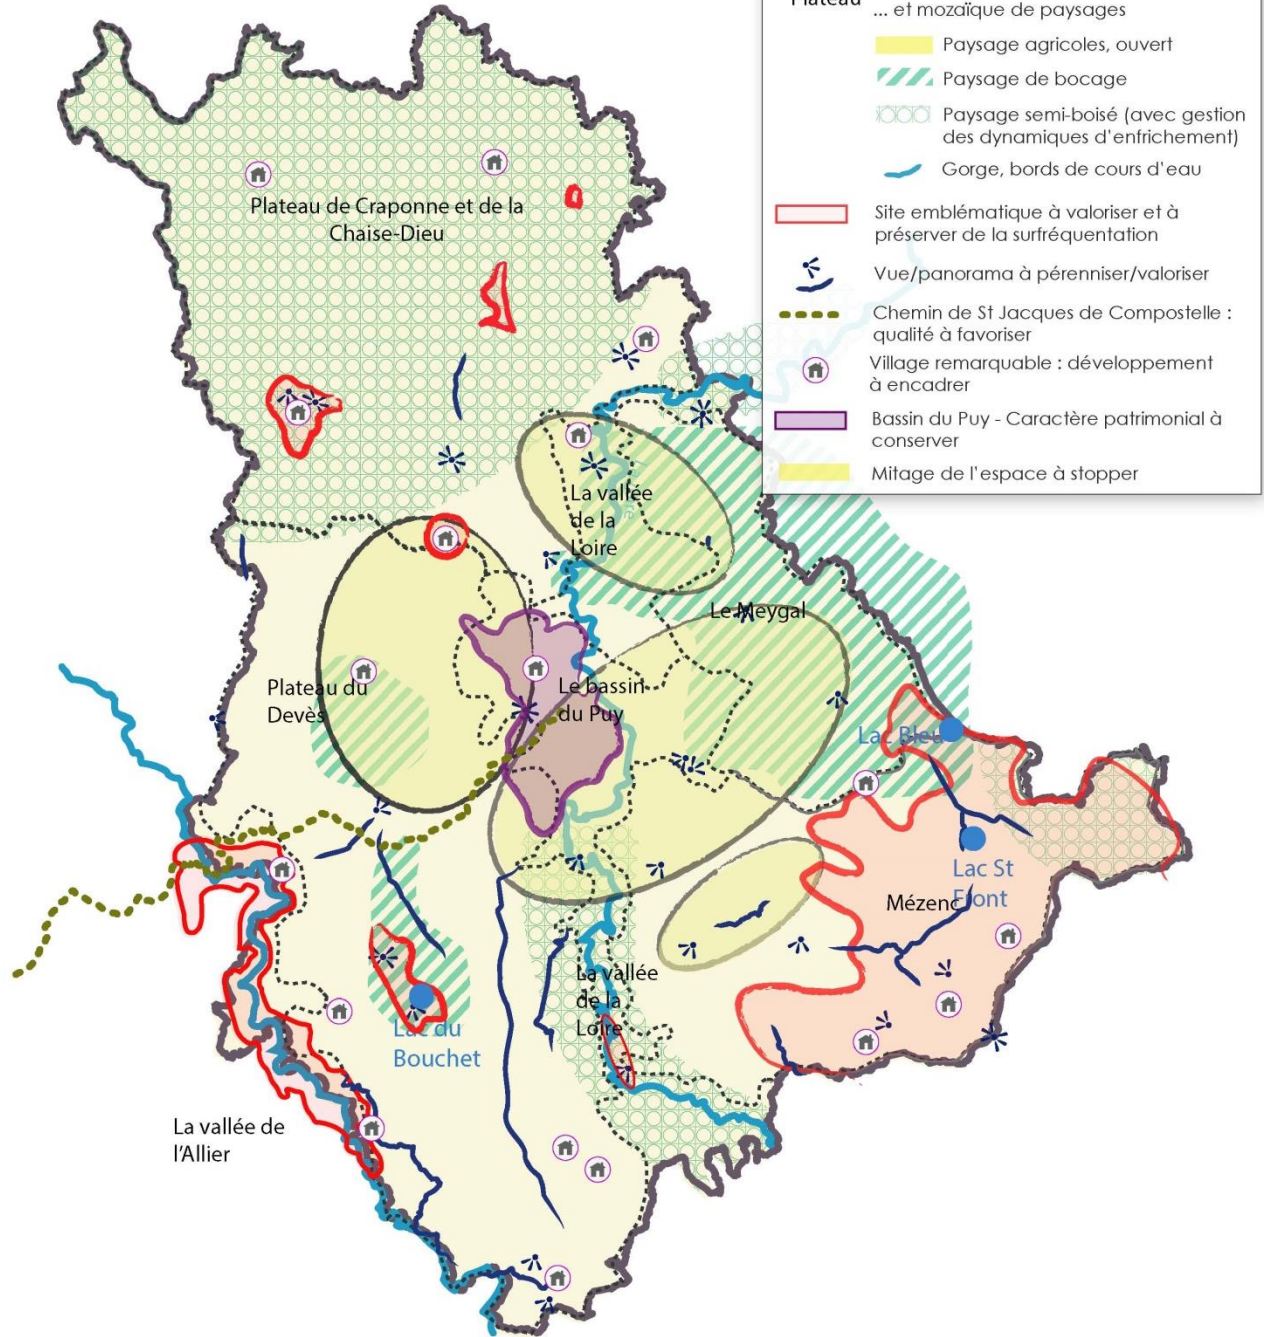 Plateau
... et mozaïque de paysages
Paysage agricoles, ouvert
Paysage de bocage
Paysage semi-boisé (avec gestion
des dynamiques d'enfrichement)
Gorge, bords de cours d'eau
Site emblématique à valoriser et à
préserver de la surfréquentation
Vue/panorama à pérenniser/valoriser
Chemin de St Jacques de Compostelle :
qualité à favoriser
Village remarquable : développement
à encadrer
Bassin du Puy - Caractère patrimonial à
conserver
Mitage de l'espace à stopper
Plateau de Craponne et de la
Chaise-Dieu
La vallée
de la
Loire
Le Meygal
Plateau du
Devès
Le bassin
du Puy
Lac Bleu
Lac St
Front
Mézenc
La vallée
de la
Loire
Lac du
Bouchet
La vallée de
l'Allier